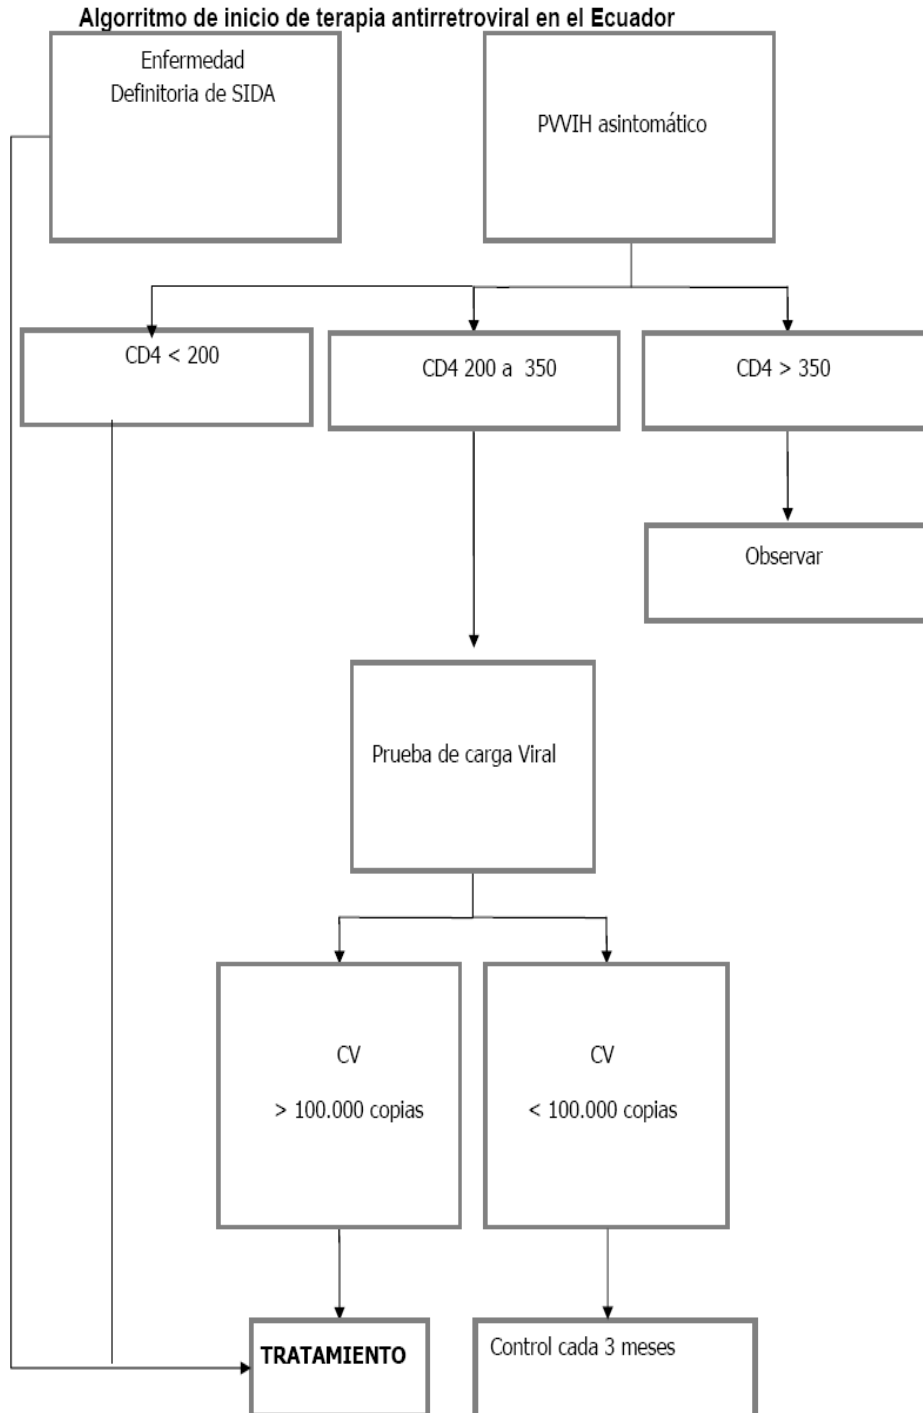 Algorritmo de inicio de terapia antirretroviral en el Ecuador
Enfermedad
Definitoria de SIDA
PVVIH asintomático
CD4 < 200
CD4 200 a 350
CD4 > 350
Observar
Prueba de carga Viral
CV
> 100.000 copias
CV
< 100.000 copias
TRATAMIENTO
Control cada 3 meses